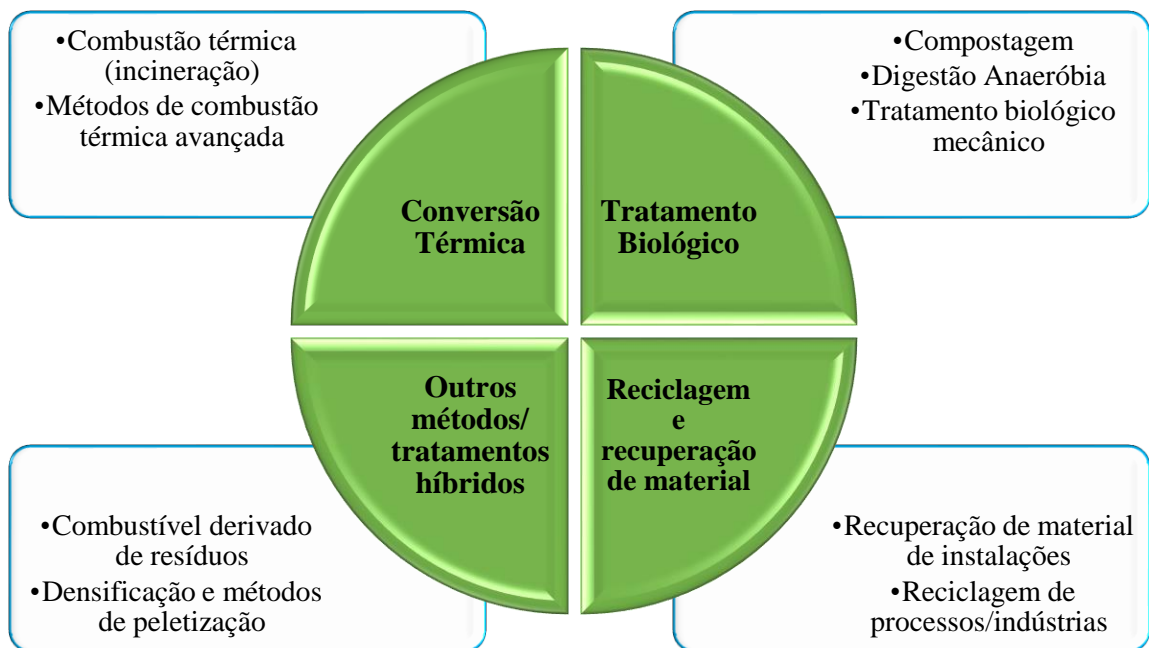 •Combustão térmica
(incineração)
•Métodos de combustão
térmica avançada
•Compostagem
•Digestão Anaeróbia
•Tratamento biológico
mecânico
Conversão
Térmica
Tratamento
Biológico
Outros
métodos/
tratamentos
híbridos
Reciclagem
e
recuperação
de material
•Combustível derivado
de resíduos
•Densificação e métodos
de peletização
•Recuperação de material
de instalações
•Reciclagem de
processos/indústrias